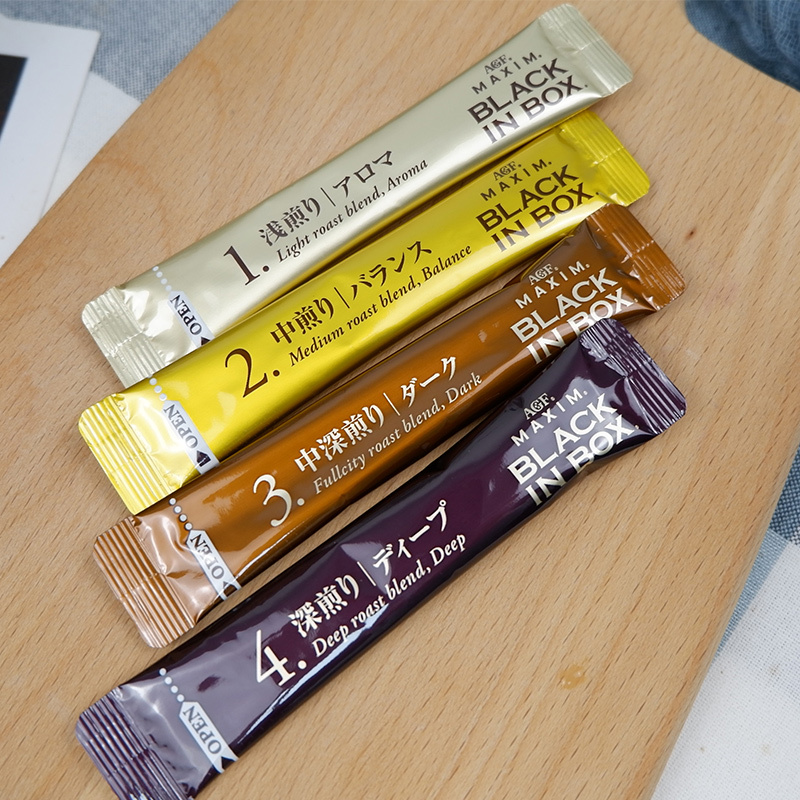 AGF.
MAXIM.
BLACK
IN BOX.
1. 浅煎り|アロマ
Light roast blend, Aroma
OPEN
AGF.
MAXIM.
BLACK
IN BOX.
2. 中煎り|バランス
Medium roast blend, Balance
OPEN
AGF.
MAXIM.
BLACK
IN BOX
3. 中深煎り|ダーク
Fullcity roast blend, Dark
OPEN
AGF.
MAXIM.
BLACK
IN BOX.
4. 深煎り|ディープ
Deep roast blend, Deep
OPEN